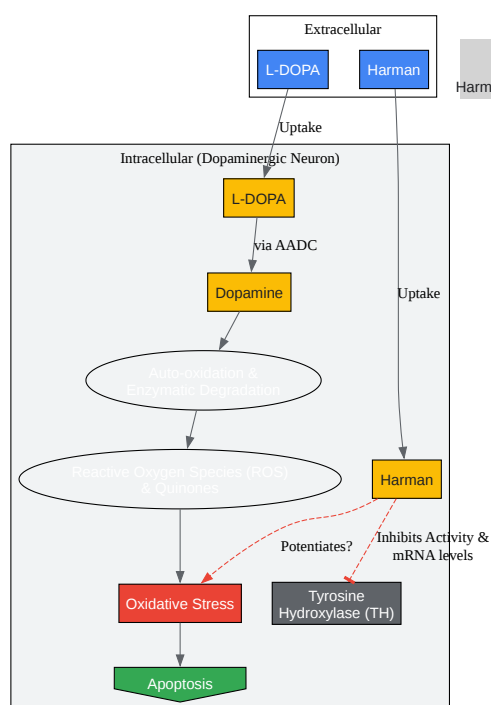 Extracellular
L-DOPA
Harman
Harm
Uptake
Intracellular (Dopaminergic Neuron)
L-DOPA
via AADC
Dopamine
Uptake
Auto-oxidation &
Enzymatic Degradation
Reactive Oxygen Species (ROS)
& Quinones
Harman
Potentiates?
Inhibits Activity &
mRNA levels
Oxidative Stress
Tyrosine
Hydroxylase (TH)
Apoptosis